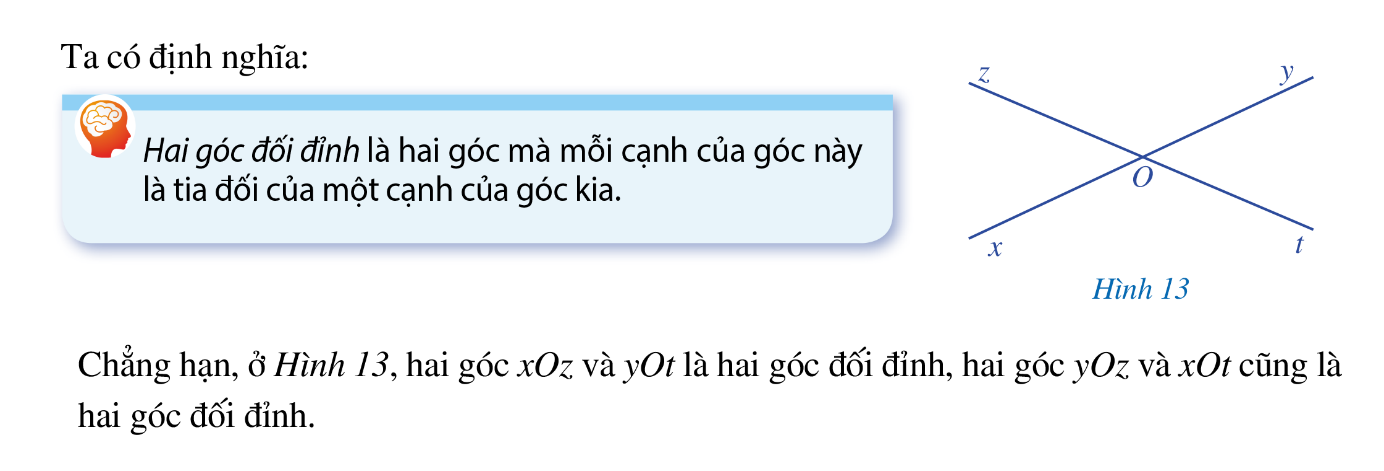 Ta có định nghĩa:
Hai góc đối đỉnh là hai góc mà mỗi cạnh của góc này
là tia đối của một cạnh của góc kia.
z
y
O
x
t
Hình 13
Chẳng hạn, ở Hình 13, hai góc xOz và yOt là hai góc đối đỉnh, hai góc yOz và xOt cũng là
hai góc đối đỉnh.